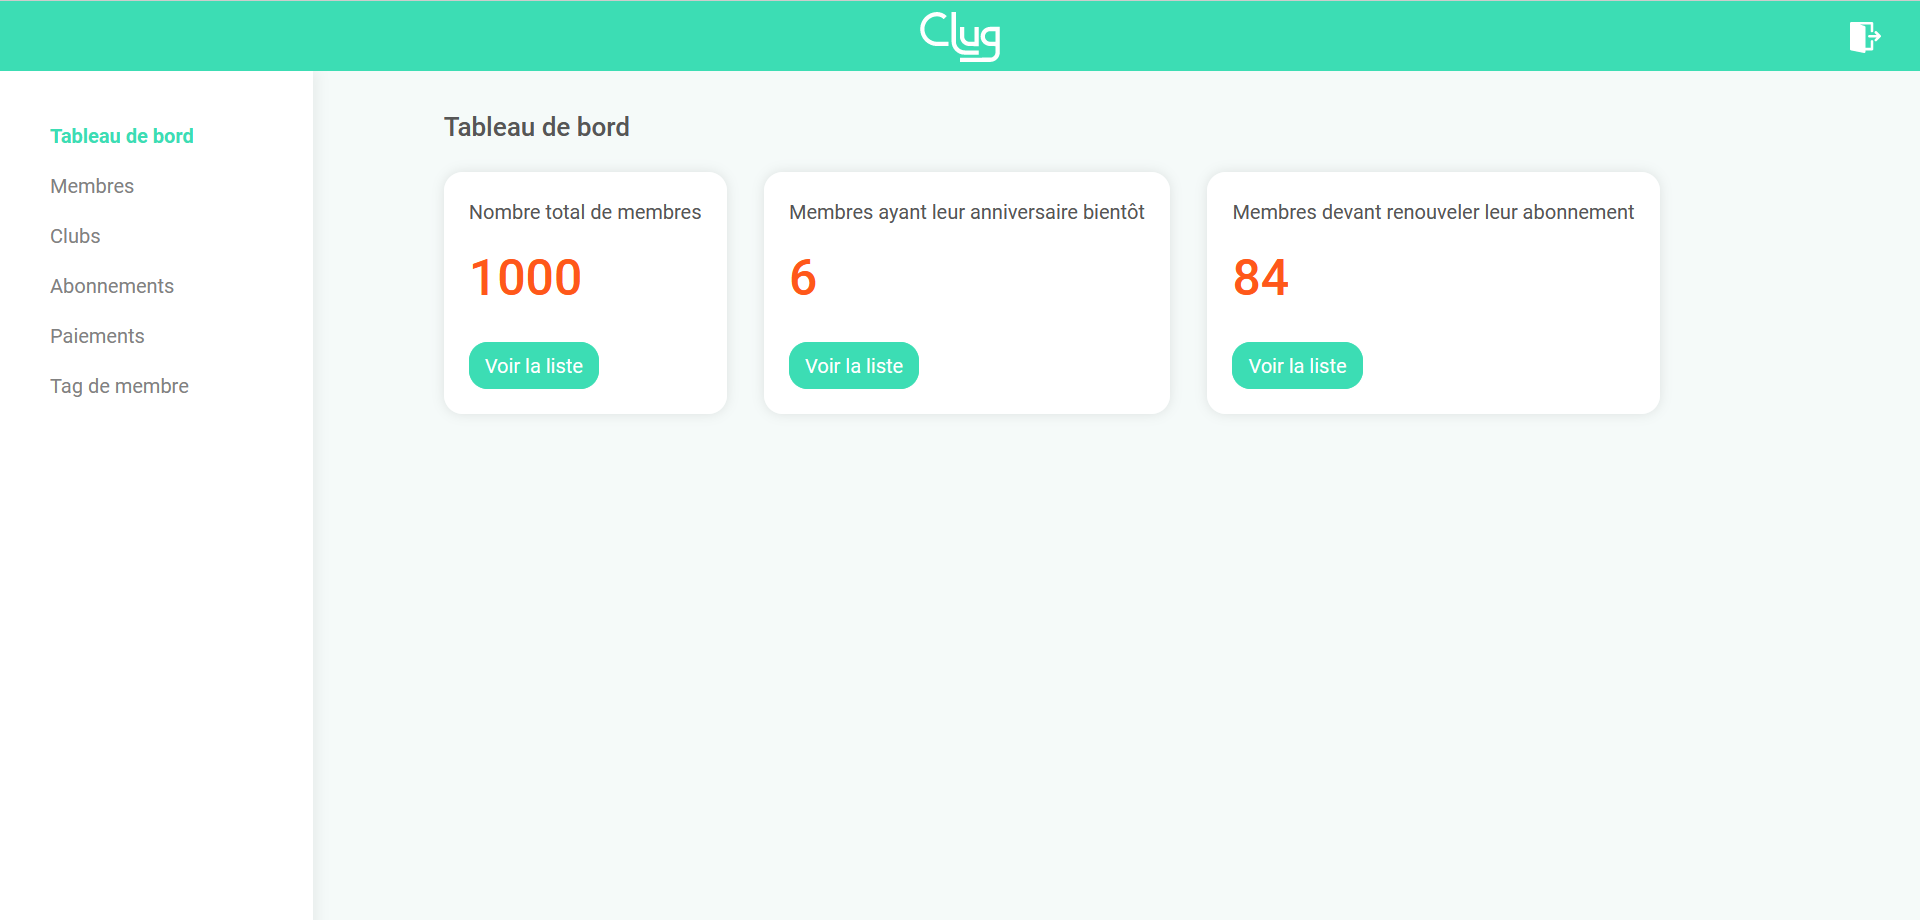 Clug
Tableau de bord
Membres
Clubs
Abonnements
Paiements
Tag de membre
Tableau de bord
Nombre total de membres
1000
Voir la liste
Membres ayant leur anniversaire bientôt
6
Voir la liste
Membres devant renouveler leur abonnement
84
Voir la liste